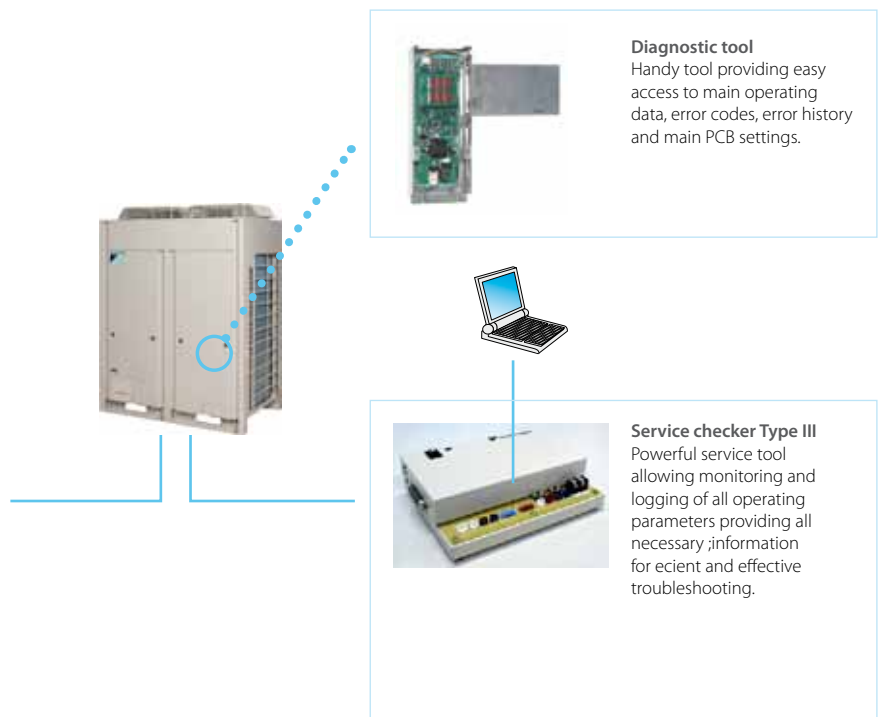 Diagnostic tool
Handy tool providing easy
access to main operating
data, error codes, error history
and main PCB settings.
Service checker Type III
Powerful service tool
allowing monitoring and
logging of all operating
parameters providing all
necessary ;information
for ecient and effective
troubleshooting.